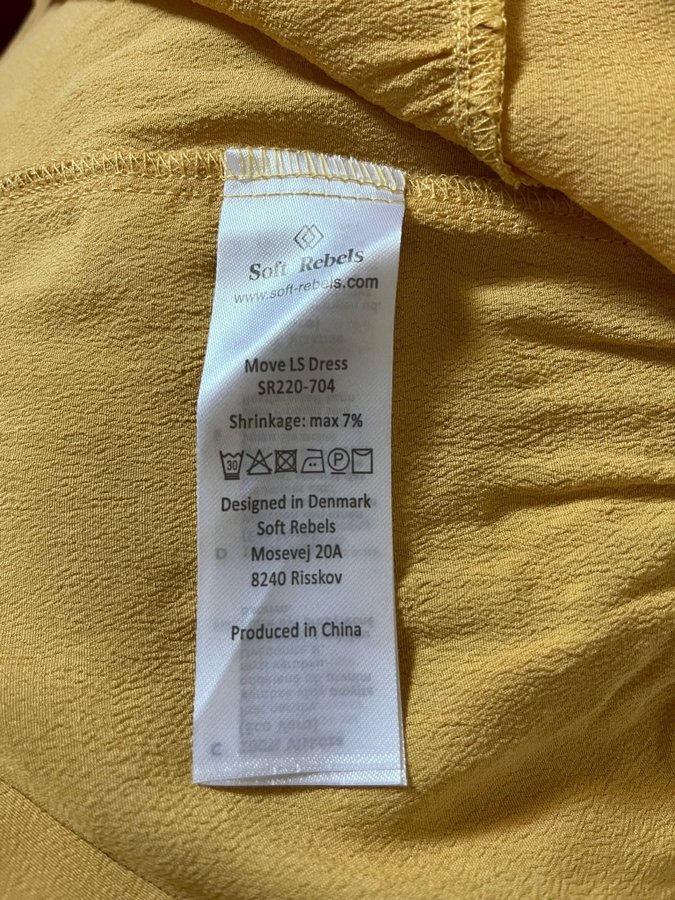 Soft Rebels
www.soft-rebels.com
Move LS Dress
SR220-704
Shrinkage: max 7%
30
P
Designed in Denmark
Soft Rebels
Mosevej 20A
8240 Risskov
Produced in China